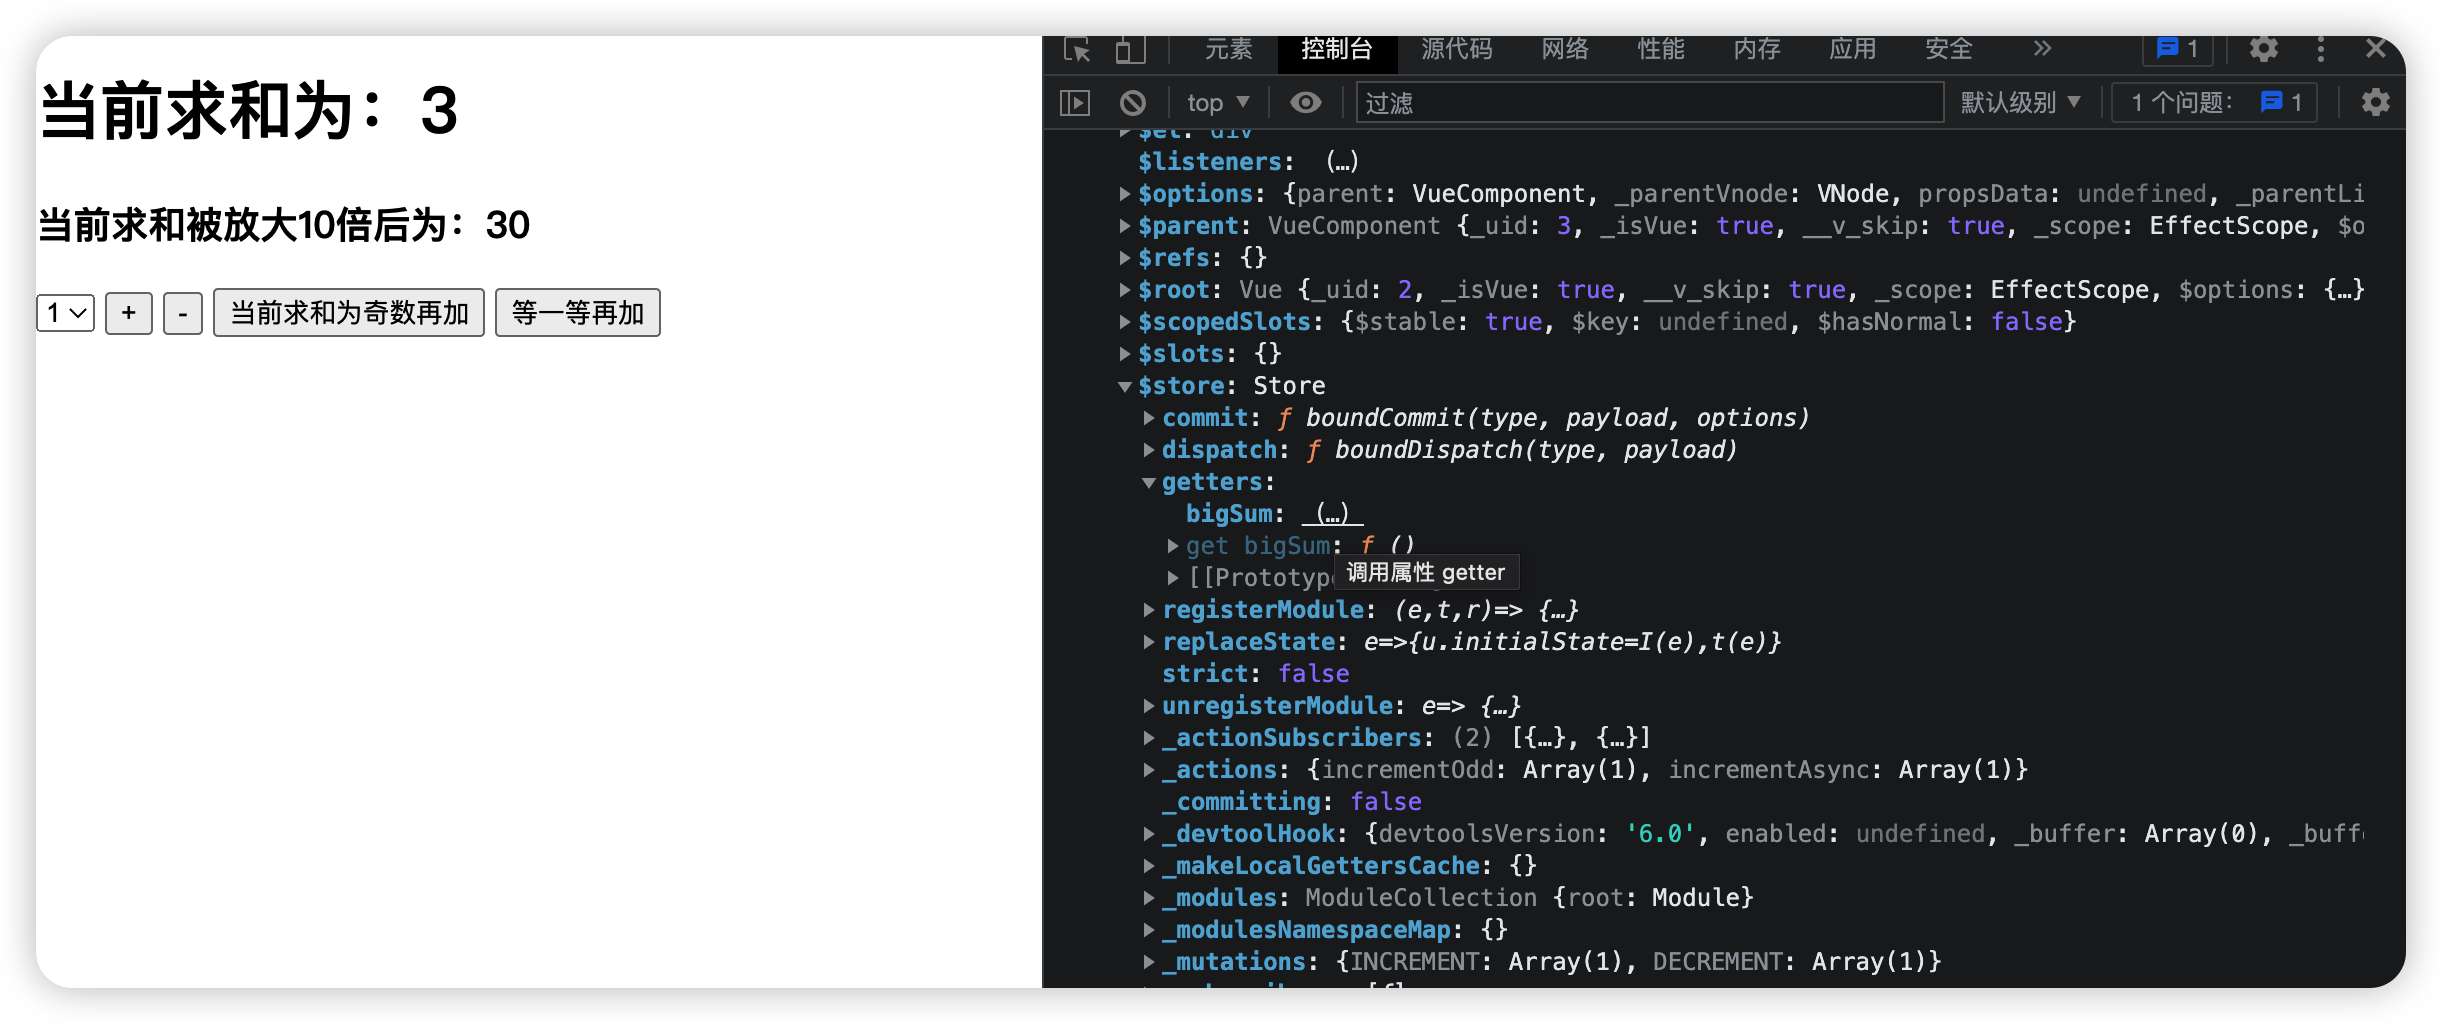 当前求和为：3
当前求和被放大10倍后为：30
1 + - 当前求和为奇数再加 等一等再加
元素 控制台 源代码 网络 性能 内存 应用 安全 » 1
top 过滤 默认级别 1 个问题： 1
$el: div
$listeners: (…)
$options: {parent: VueComponent, _parentVnode: VNode, propsData: undefined, _parentLi
$parent: VueComponent {_uid: 3, _isVue: true, __v_skip: true, _scope: EffectScope, $o
$refs: {}
$root: Vue {_uid: 2, _isVue: true, __v_skip: true, _scope: EffectScope, $options: {…}
$scopedSlots: {$stable: true, $key: undefined, $hasNormal: false}
$slots: {}
$store: Store
commit: ƒ boundCommit(type, payload, options)
dispatch: ƒ boundDispatch(type, payload)
getters:
bigSum: (…)
get bigSum: ƒ ()
[[Prototype
调用属性 getter
registerModule: (e,t,r)=> {…}
replaceState: e=>{u.initialState=I(e),t(e)}
strict: false
unregisterModule: e=> {…}
_actionSubscribers: (2) [{…}, {…}]
_actions: {incrementOdd: Array(1), incrementAsync: Array(1)}
_committing: false
_devtoolHook: {devtoolsVersion: '6.0', enabled: undefined, _buffer: Array(0), _buff
_makeLocalGettersCache: {}
_modules: ModuleCollection {root: Module}
_modulesNamespaceMap: {}
_mutations: {INCREMENT: Array(1), DECREMENT: Array(1)}